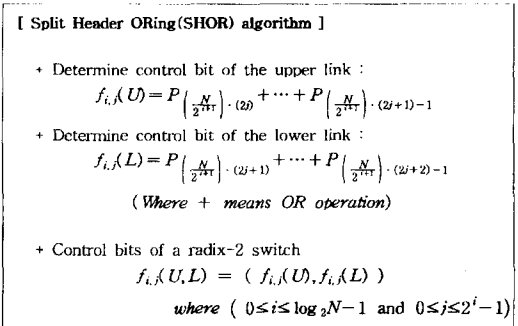 [ Split Header ORing(SHOR) algorithm ]
+ Determine control bit of the upper link :
f_{i,j}(U) = P_{(N/2^{i+1})·(2j)} + ··· + P_{(N/2^{i+1})·(2j+1)-1}
+ Determine control bit of the lower link :
f_{i,j}(L) = P_{(N/2^{i+1})·(2j+1)} + ··· + P_{(N/2^{i+1})·(2j+2)-1}
(Where + means OR operation)
+ Control bits of a radix-2 switch
f_{i,j}(U,L) = ( f_{i,j}(U), f_{i,j}(L) )
where ( 0≤i≤log₂N-1 and 0≤j≤2^i-1)